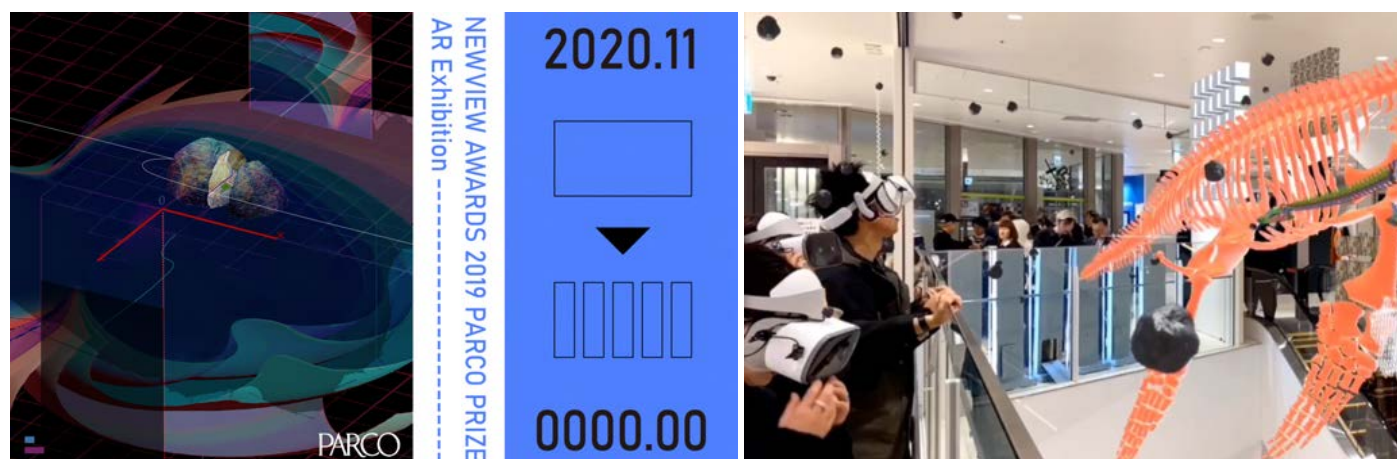 PARCO
NEWVIEW AWARDS 2019 PARCO PRIZE
AR Exhibition --------------------
2020.11
0000.00